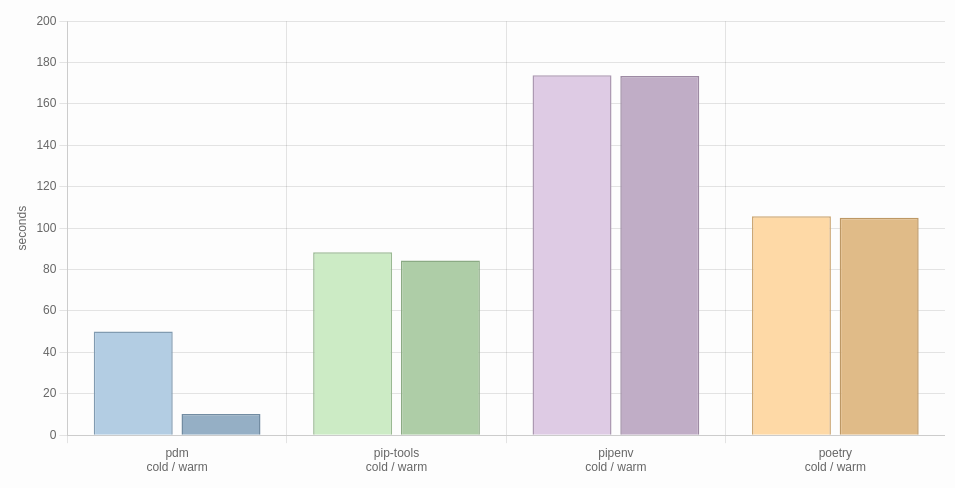 200
180
160
140
120
100
80
60
40
20
0
seconds
pdm
cold / warm
pip-tools
cold / warm
pipenv
cold / warm
poetry
cold / warm